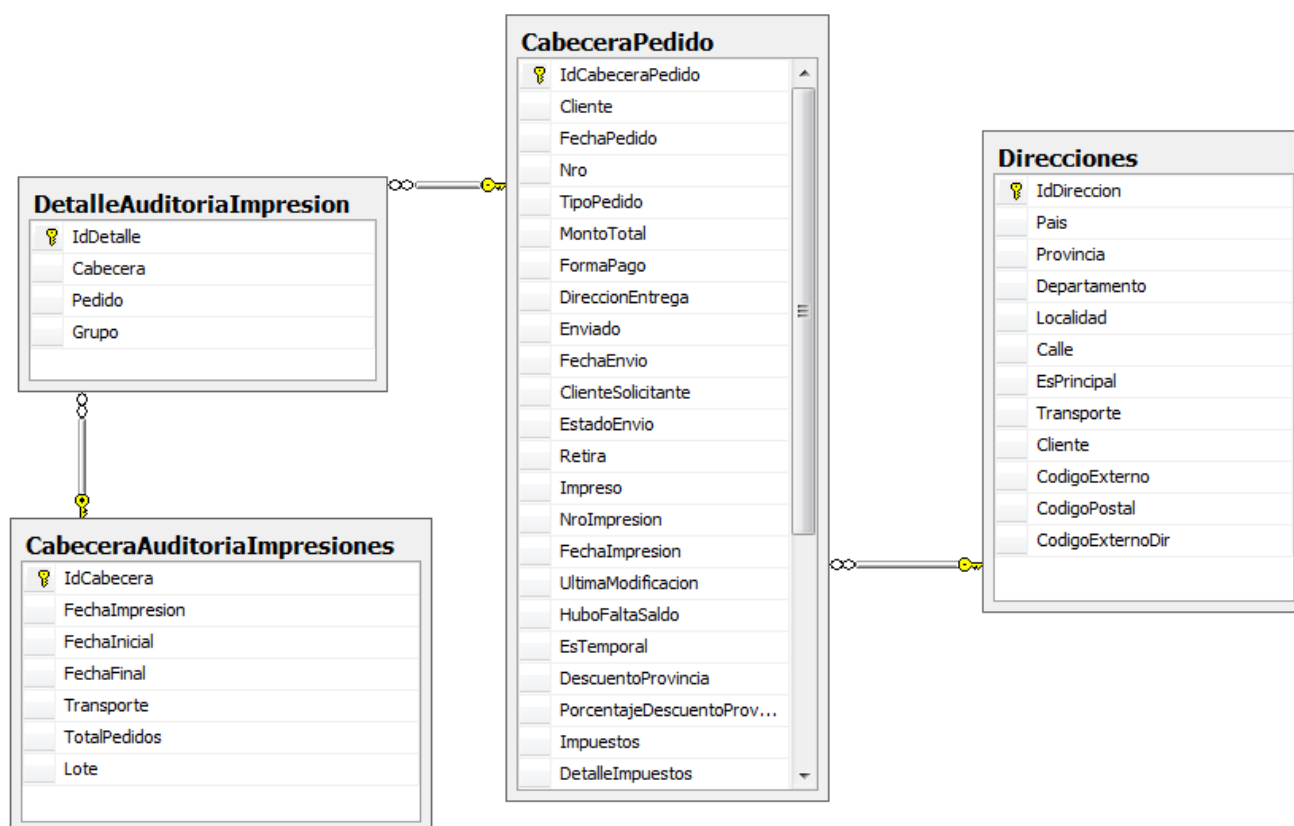 DetalleAuditoriaImpresion
IdDetalle
Cabecera
Pedido
Grupo
CabeceraAuditoriaImpresiones
IdCabecera
FechaImpresion
FechaInicial
FechaFinal
Transporte
TotalPedidos
Lote
CabeceraPedido
IdCabeceraPedido
Cliente
FechaPedido
Nro
TipoPedido
MontoTotal
FormaPago
DireccionEntrega
Enviado
FechaEnvio
ClienteSolicitante
EstadoEnvio
Retira
Impreso
NroImpresion
FechaImpresion
UltimaModificacion
HuboFaltaSaldo
EsTemporal
DescuentoProvincia
PorcentajeDescuentoProv...
Impuestos
DetalleImpuestos
Direcciones
IdDireccion
Pais
Provincia
Departamento
Localidad
Calle
EsPrincipal
Transporte
Cliente
CodigoExterno
CodigoPostal
CodigoExternoDir